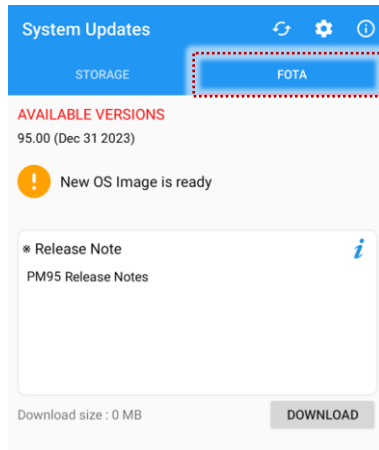 System Updates
STORAGE
FOTA
AVAILABLE VERSIONS
95.00 (Dec 31 2023)
! New OS Image is ready
※ Release Note
PM95 Release Notes
Download size : 0 MB
DOWNLOAD